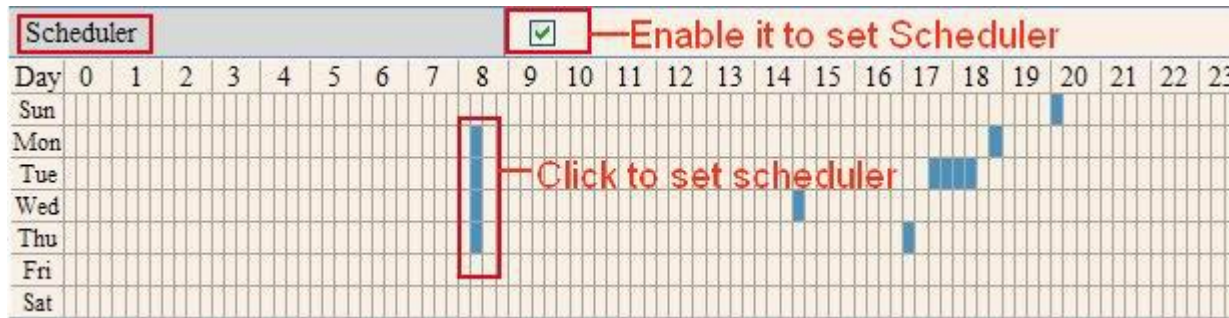 Scheduler
Enable it to set Scheduler
Day 0 1 2 3 4 5 6 7 8 9 10 11 12 13 14 15 16 17 18 19 20 21 22 23
Sun
Mon
Tue
Click to set scheduler
Wed
Thu
Fri
Sat